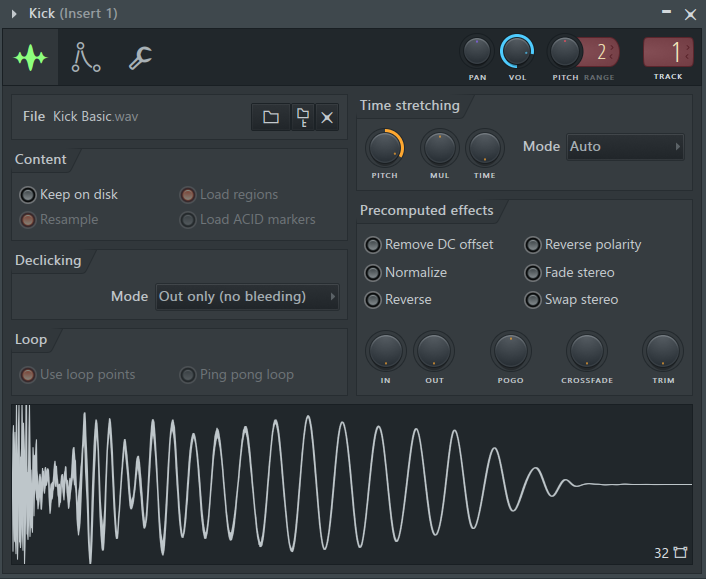 Kick (Insert 1)
2
1
PAN
VOL
PITCH RANGE
TRACK
File Kick Basic.wav
Content
Keep on disk
Load regions
Resample
Load ACID markers
Declicking
Mode Out only (no bleeding)
Loop
Use loop points
Ping pong loop
Time stretching
Mode Auto
PITCH
MUL
TIME
Precomputed effects
Remove DC offset
Reverse polarity
Normalize
Fade stereo
Reverse
Swap stereo
IN
OUT
POGO
CROSSFADE
TRIM
32